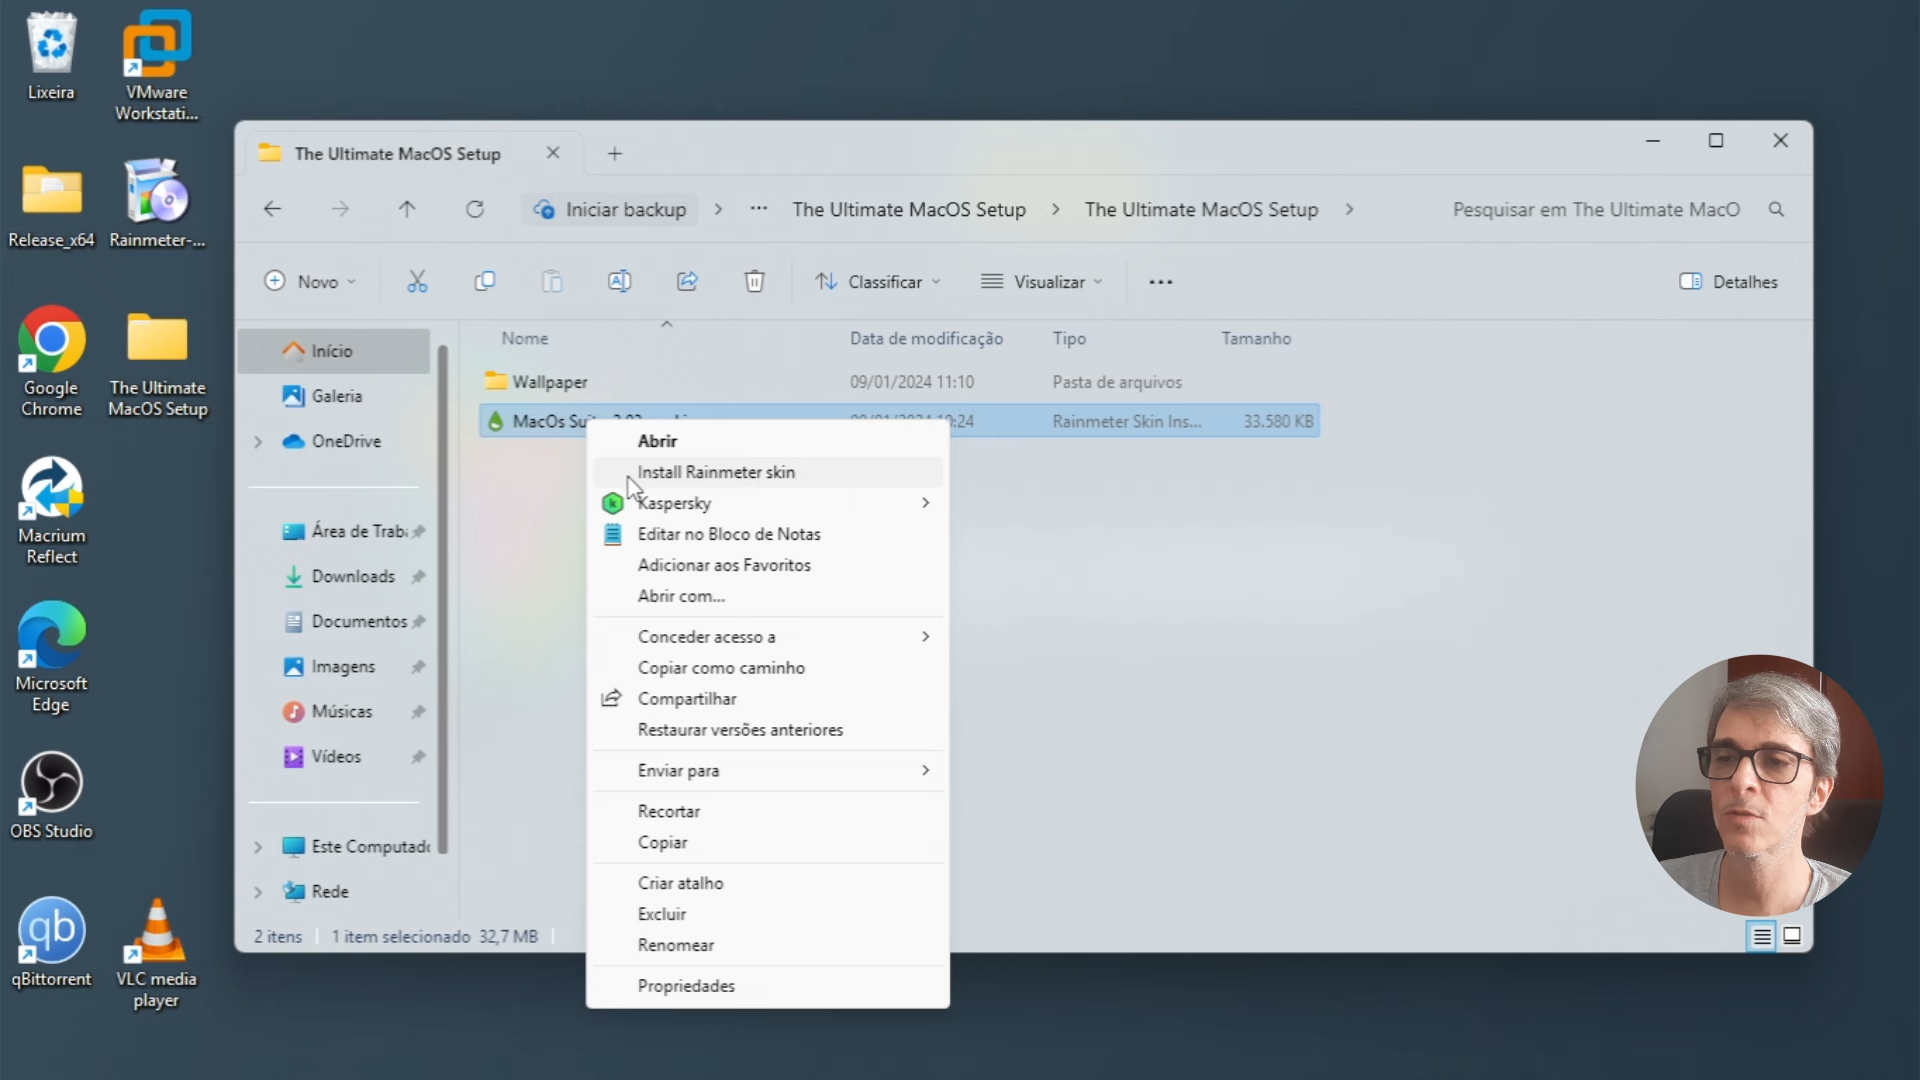 Lixeira
VMware
Workstati...
Release_x64
Rainmeter-...
Google
Chrome
The Ultimate
MacOS Setup
Macrium
Reflect
Microsoft
Edge
OBS Studio
qBittorrent
VLC media
player
The Ultimate MacOS Setup
Iniciar backup
The Ultimate MacOS Setup
The Ultimate MacOS Setup
Pesquisar em The Ultimate MacO
Novo
Classificar
Visualizar
Detalhes
Início
Galeria
OneDrive
Área de Trab
Downloads
Documentos
Imagens
Músicas
Vídeos
Este Computad
Rede
Nome
Data de modificação
Tipo
Tamanho
Wallpaper
09/01/2024 11:10
Pasta de arquivos
MacOs Su
Rainmeter Skin Ins...
33.580 KB
Abrir
Install Rainmeter skin
Kaspersky
Editar no Bloco de Notas
Adicionar aos Favoritos
Abrir com...
Conceder acesso a
Copiar como caminho
Compartilhar
Restaurar versões anteriores
Enviar para
Recortar
Copiar
Criar atalho
Excluir
Renomear
Propriedades
2 itens
1 item selecionado 32,7 MB